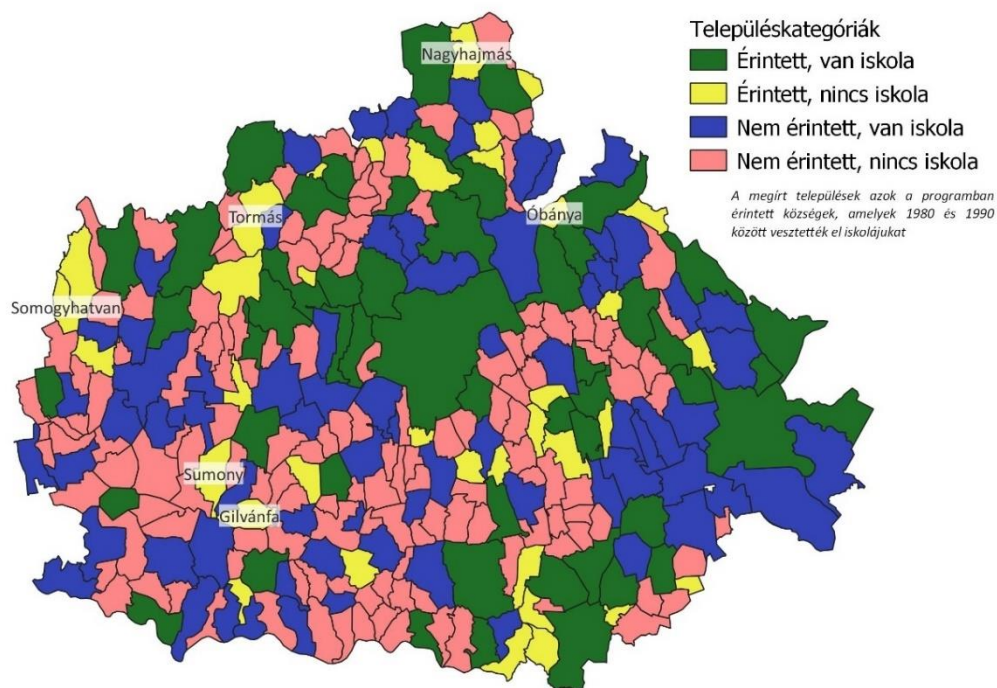 Településkategóriák
Érintett, van iskola
Érintett, nincs iskola
Nem érintett, van iskola
Nem érintett, nincs iskola
A megírt települések azok a programban
érintett községek, amelyek 1980 és 1990
között vesztették el iskolájukat
Nagyhajmás
Tormás
Óbánya
Somogyhatvan
Sumony
Gilvánfa